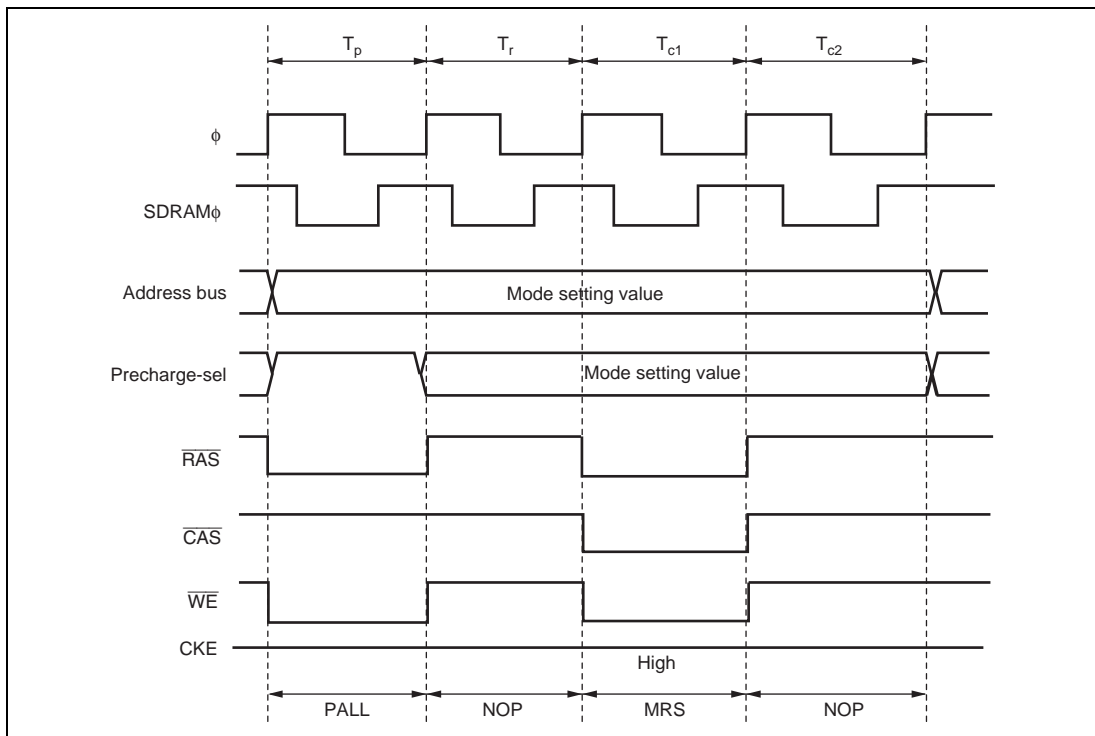 Tp Tr Tc1 Tc2
ϕ
SDRAMϕ
Address bus
Mode setting value
Precharge-sel
Mode setting value
RAS
CAS
WE
CKE
High
PALL NOP MRS NOP